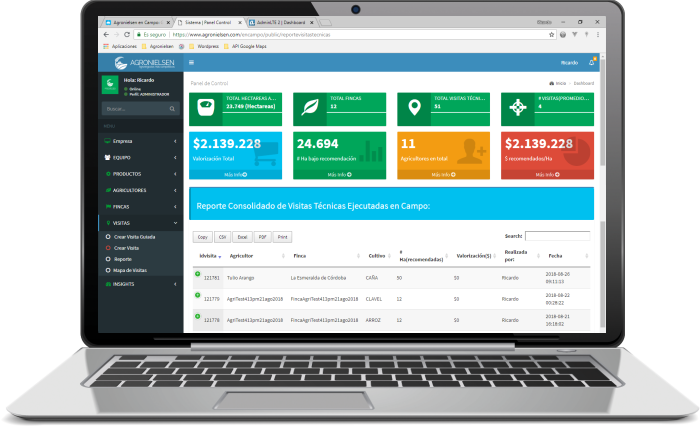 Agronielsen en Campo
Sistema | Panel Control
AdminLTE 2 | Dashboard
Es seguro
https://www.agronielsen.com/oncampo/public/reportevisitastecnicas
Aplicaciones
Agronielsen
Wordpress
API Google Maps
AGRONIELSEN
Ricardo
Hola: Ricardo
Online
Perfil: ADMINISTRADOR
Buscar...
MENU
Empresa
EQUIPO
PRODUCTOS
AGRICULTORES
FINCAS
VISITAS
Crear Visita Guiada
Crear Visita
Reporte
Mapa de Visitas
INSIGHTS
Panel de Control
Inicio > Dashboard
TOTAL HECTAREAS A...
23.749 (Hectareas)
TOTAL FINCAS
12
TOTAL VISITAS TÉCNI...
51
# VISITAS(PROMEDIO...
4
$2.139.228
Valorización Total
Más info
24.694
# Ha bajo recomendación
Más info
11
Agricultores en total
Más info
$2.139.228
$ recomendados/Ha
Más info
Reporte Consolidado de Visitas Técnicas Ejecutadas en Campo:
Copy CSV Excel PDF Print
Search:
Idvisita Agricultor Finca Cultivo # Ha(recomendadas) Valorización($) Realizada por: Fecha
121781 Tulio Arango La Esmeralda de Córdoba CAÑA 50 $0 Ricardo 2018-08-26 09:11:13
121779 AgriTest413pm21ago2018 FincaAgriTest413pm21ago2018 CLAVEL 12 $0 Ricardo 2018-08-22 00:26:22
121778 AgriTest413pm21ago2018 FincaAgriTest413pm21ago2018 ARROZ 12 $0 Ricardo 2018-08-21 16:18:02